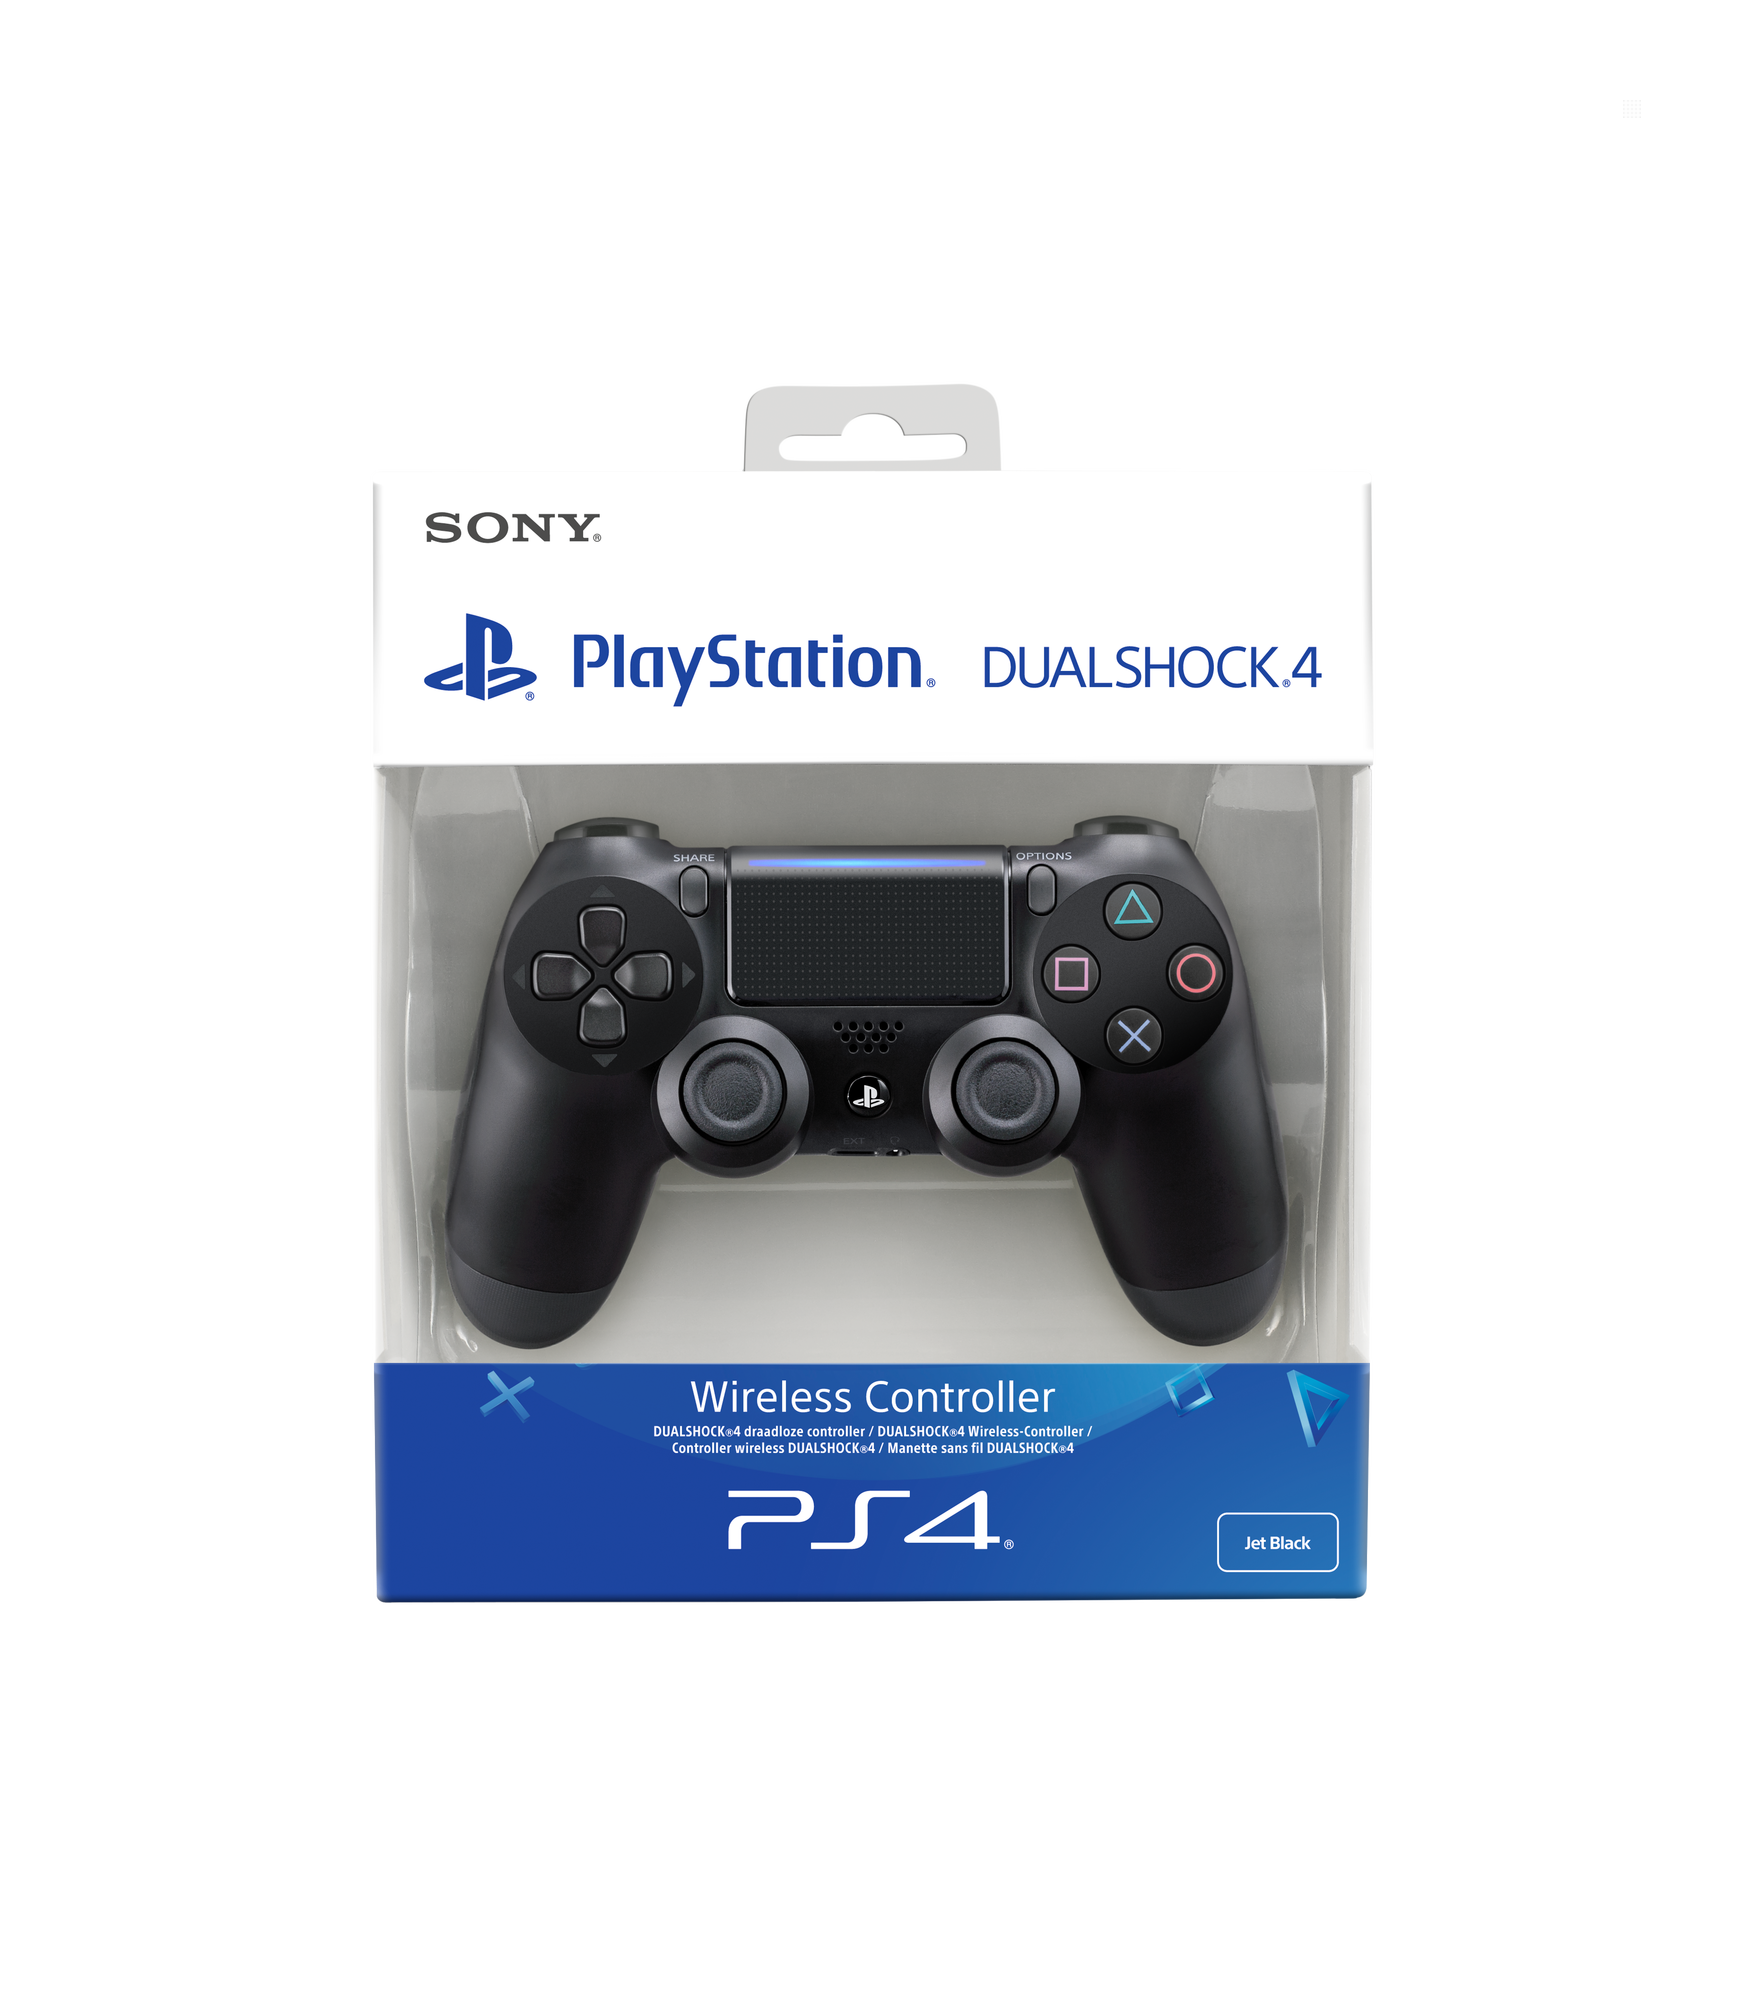 SONY®
PlayStation® DUALSHOCK®4
SHARE
OPTIONS
EXT
Wireless Controller
DUALSHOCK®4 draadloze controller / DUALSHOCK®4 Wireless-Controller /
Controller wireless DUALSHOCK®4 / Manette sans fil DUALSHOCK®4
PS4®
Jet Black